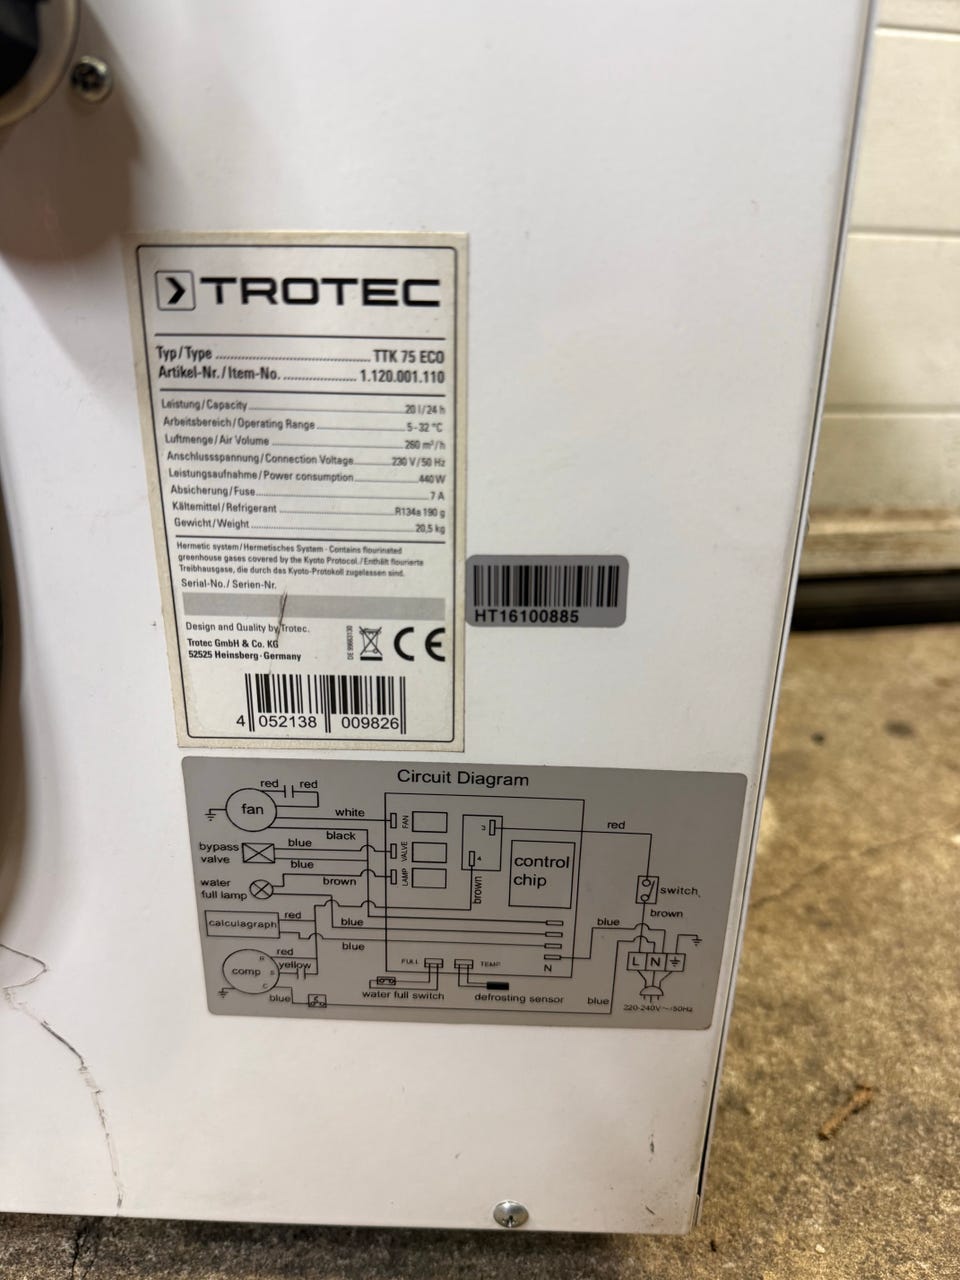 TROTEC
Typ/Type ........................................ TTK 75 ECO
Artikel-Nr./Item-No. ................... 1.120.001.110
Leistung/Capacity ........................................ 20 l/24 h
Arbeitsbereich/Operating Range ........................ 5-32 °C
Luftmenge/Air Volume .................................. 260 m³/h
Anschlussspannung/Connection Voltage ......... 230 V/50 Hz
Leistungsaufnahme/Power consumption ................ 440 W
Absicherung/Fuse ........................................ 7 A
Kältemittel/Refrigerant ........................... R134a 190 g
Gewicht/Weight ........................................ 20,5 kg
Hermetic system/Hermetisches System · Contains flourinated
greenhouse gases covered by the Kyoto Protocol./Enthält flourierte
Treibhausgase, die durch das Kyoto-Protokoll zugelassen sind.
Serial-No./ Serien-Nr.
HT16100885
Design and Quality by Trotec.
Trotec GmbH & Co. KG
52525 Heinsberg · Germany
DE 99663130
CE
4 052138 009826
Circuit Diagram
red red
fan
white
FAN
black
bypass
valve
blue
blue
VALVE
water
full lamp
brown
LAMP
3
4
brown
control
chip
red
switch
brown
calculagraph
red
blue
blue
blue
L N
comp
R
S
C
red
yellow
blue
FULL
TEMP
N
water full switch
defrosting sensor
blue
220-240V~/50Hz